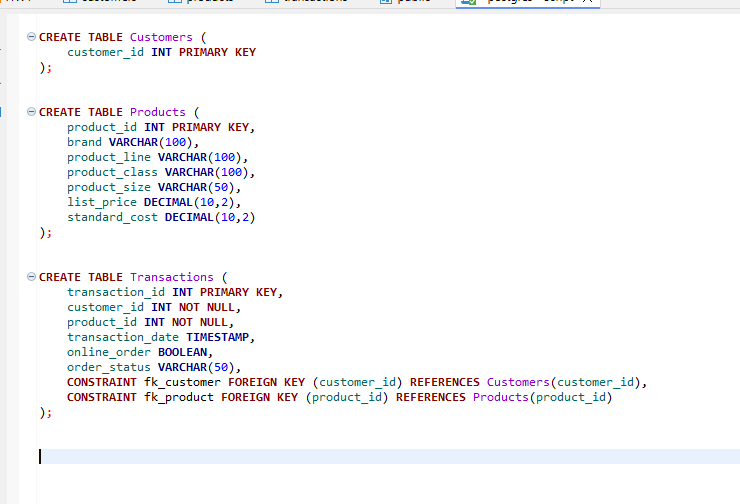 CREATE TABLE Customers (
customer_id INT PRIMARY KEY
);
CREATE TABLE Products (
product_id INT PRIMARY KEY,
brand VARCHAR(100),
product_line VARCHAR(100),
product_class VARCHAR(100),
product_size VARCHAR(50),
list_price DECIMAL(10,2),
standard_cost DECIMAL(10,2)
);
CREATE TABLE Transactions (
transaction_id INT PRIMARY KEY,
customer_id INT NOT NULL,
product_id INT NOT NULL,
transaction_date TIMESTAMP,
online_order BOOLEAN,
order_status VARCHAR(50),
CONSTRAINT fk_customer FOREIGN KEY (customer_id) REFERENCES Customers(customer_id),
CONSTRAINT fk_product FOREIGN KEY (product_id) REFERENCES Products(product_id)
);